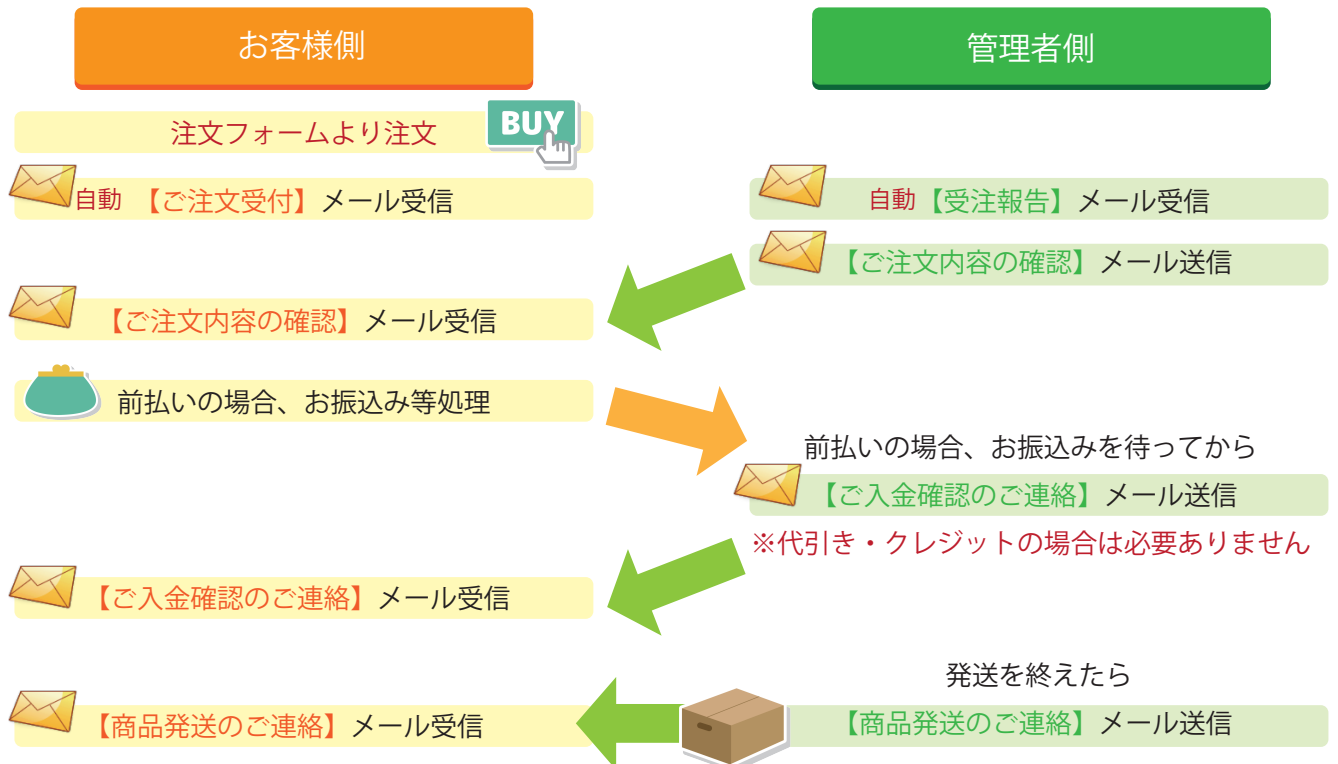 お客様側
管理者側
注文フォームより注文
BUY
自動 【ご注文受付】メール受信
自動【受注報告】メール受信
【ご注文内容の確認】メール送信
【ご注文内容の確認】メール受信
前払いの場合、お振込み等処理
前払いの場合、お振込みを待ってから
【ご入金確認のご連絡】メール送信
※代引き・クレジットの場合は必要ありません
【ご入金確認のご連絡】メール受信
発送を終えたら
【商品発送のご連絡】メール受信
【商品発送のご連絡】メール送信